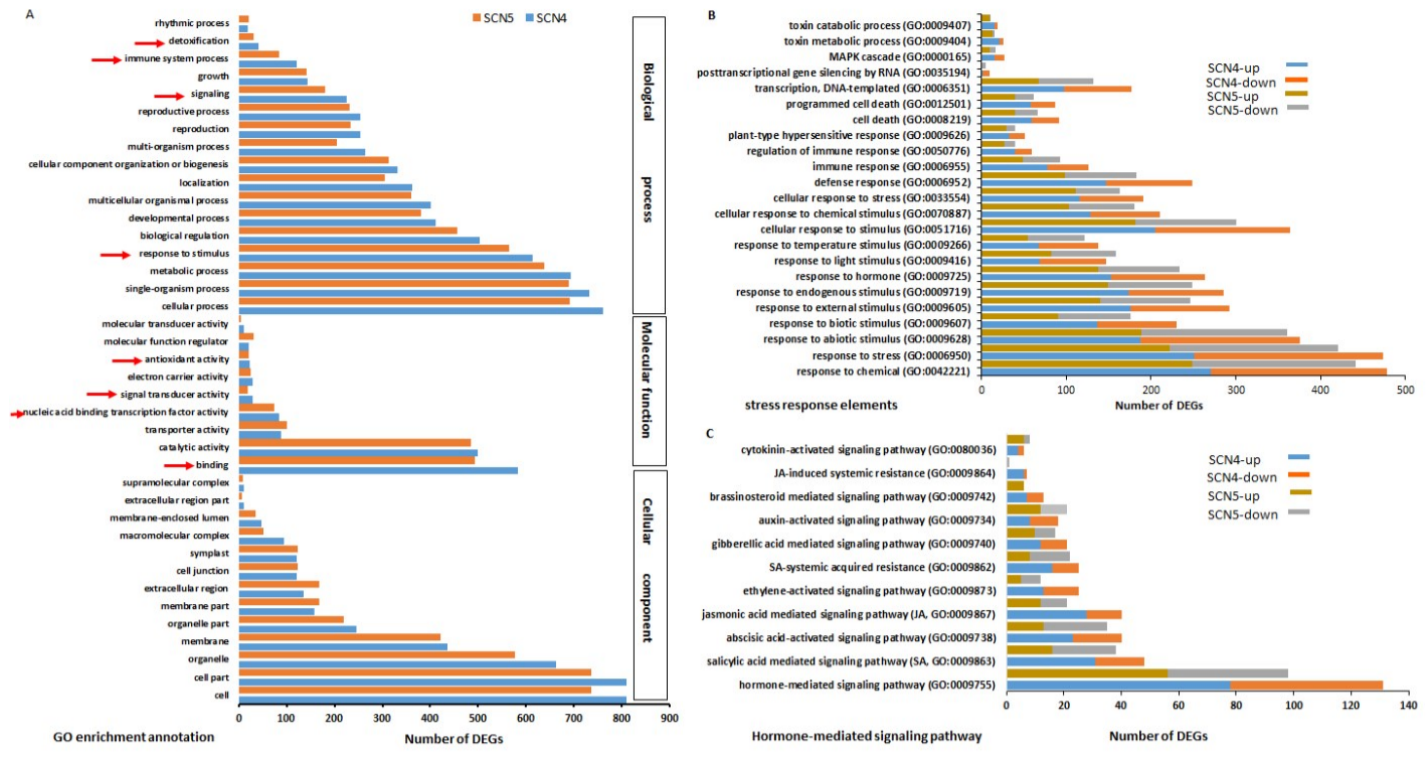 A
SCN5 SCN4
rhythmic process
detoxification
immune system process
growth
signaling
reproductive process
reproduction
multi-organism process
cellular component organization or biogenesis
localization
multicellular organismal process
developmental process
biological regulation
response to stimulus
metabolic process
single-organism process
cellular process
Biological process
molecular transducer activity
molecular function regulator
antioxidant activity
electron carrier activity
signal transducer activity
nucleic acid binding transcription factor activity
transporter activity
catalytic activity
binding
Molecular function
supramolecular complex
extracellular region part
membrane-enclosed lumen
macromolecular complex
symplast
cell junction
extracellular region
membrane part
organelle part
membrane
organelle
cell part
cell
Cellular component
0 100 200 300 400 500 600 700 800 900
GO enrichment annotation
Number of DEGs
B
toxin catabolic process (GO:0009407)
toxin metabolic process (GO:0009404)
MAPK cascade (GO:0000165)
posttranscriptional gene silencing by RNA (GO:0035194)
transcription, DNA-templated (GO:0006351)
programmed cell death (GO:0012501)
cell death (GO:0008219)
plant-type hypersensitive response (GO:0009626)
regulation of immune response (GO:0050776)
immune response (GO:0006955)
defense response (GO:0006952)
cellular response to stress (GO:0033554)
cellular response to chemical stimulus (GO:0070887)
cellular response to stimulus (GO:0051716)
response to temperature stimulus (GO:0009266)
response to light stimulus (GO:0009416)
response to hormone (GO:0009725)
response to endogenous stimulus (GO:0009719)
response to external stimulus (GO:0009605)
response to biotic stimulus (GO:0009607)
response to abiotic stimulus (GO:0009628)
response to stress (GO:0006950)
response to chemical (GO:0042221)
SCN4-up
SCN4-down
SCN5-up
SCN5-down
0 100 200 300 400 500
stress response elements
Number of DEGs
C
cytokinin-activated signaling pathway (GO:0080036)
JA-induced systemic resistance (GO:0009864)
brassinosteroid mediated signaling pathway (GO:0009742)
auxin-activated signaling pathway (GO:0009734)
gibberellic acid mediated signaling pathway (GO:0009740)
SA-systemic acquired resistance (GO:0009862)
ethylene-activated signaling pathway (GO:0009873)
jasmonic acid mediated signaling pathway (JA, GO:0009867)
abscisic acid-activated signaling pathway (GO:0009738)
salicylic acid mediated signaling pathway (SA, GO:0009863)
hormone-mediated signaling pathway (GO:0009755)
SCN4-up
SCN4-down
SCN5-up
SCN5-down
0 20 40 60 80 100 120 140
Hormone-mediated signaling pathway
Number of DEGs